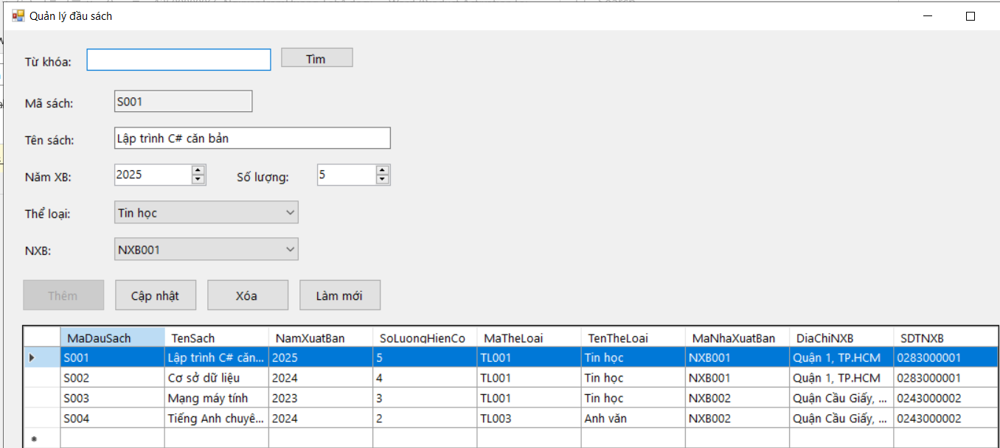 Quản lý đầu sách
Từ khóa: Tìm
Mã sách: S001
Tên sách: Lập trình C# căn bản
Năm XB: 2025 Số lượng: 5
Thể loại: Tin học
NXB: NXB001
Thêm Cập nhật Xóa Làm mới
MaDauSach TenSach NamXuatBan SoLuongHienCo MaTheLoai TenTheLoai MaNhaXuatBan DiaChiNXB SDTNXB
S001 Lập trình C# căn... 2025 5 TL001 Tin học NXB001 Quận 1, TP.HCM 0283000001
S002 Cơ sở dữ liệu 2024 4 TL001 Tin học NXB001 Quận 1, TP.HCM 0283000001
S003 Mạng máy tính 2023 3 TL001 Tin học NXB002 Quận Cầu Giấy, ... 0243000002
S004 Tiếng Anh chuyê... 2024 2 TL003 Anh văn NXB002 Quận Cầu Giấy, ... 0243000002